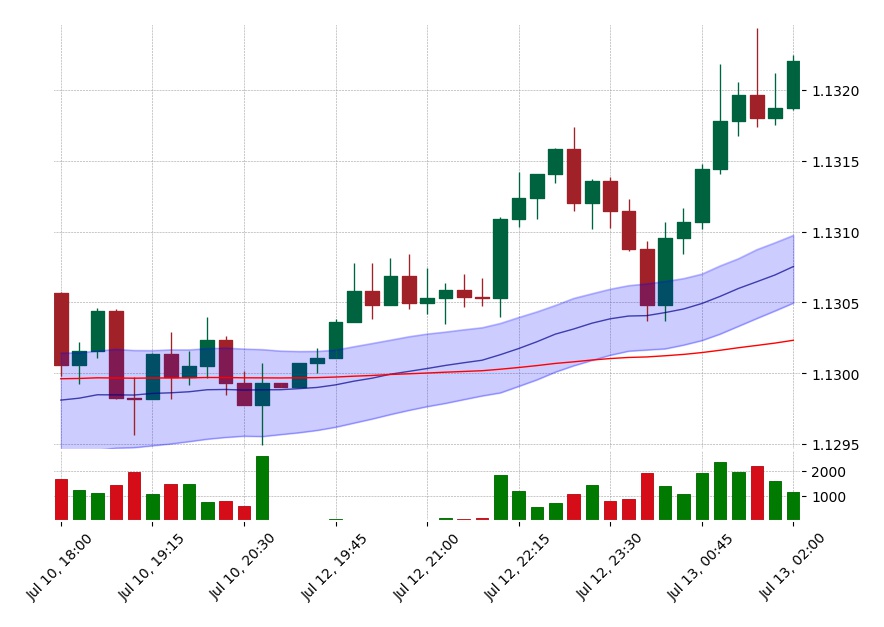 1.1320
1.1315
1.1310
1.1305
1.1300
1.1295
2000
1000
Jul 10, 18:00
Jul 10, 19:15
Jul 10, 20:30
Jul 12, 19:45
Jul 12, 21:00
Jul 12, 22:15
Jul 12, 23:30
Jul 13, 00:45
Jul 13, 02:00